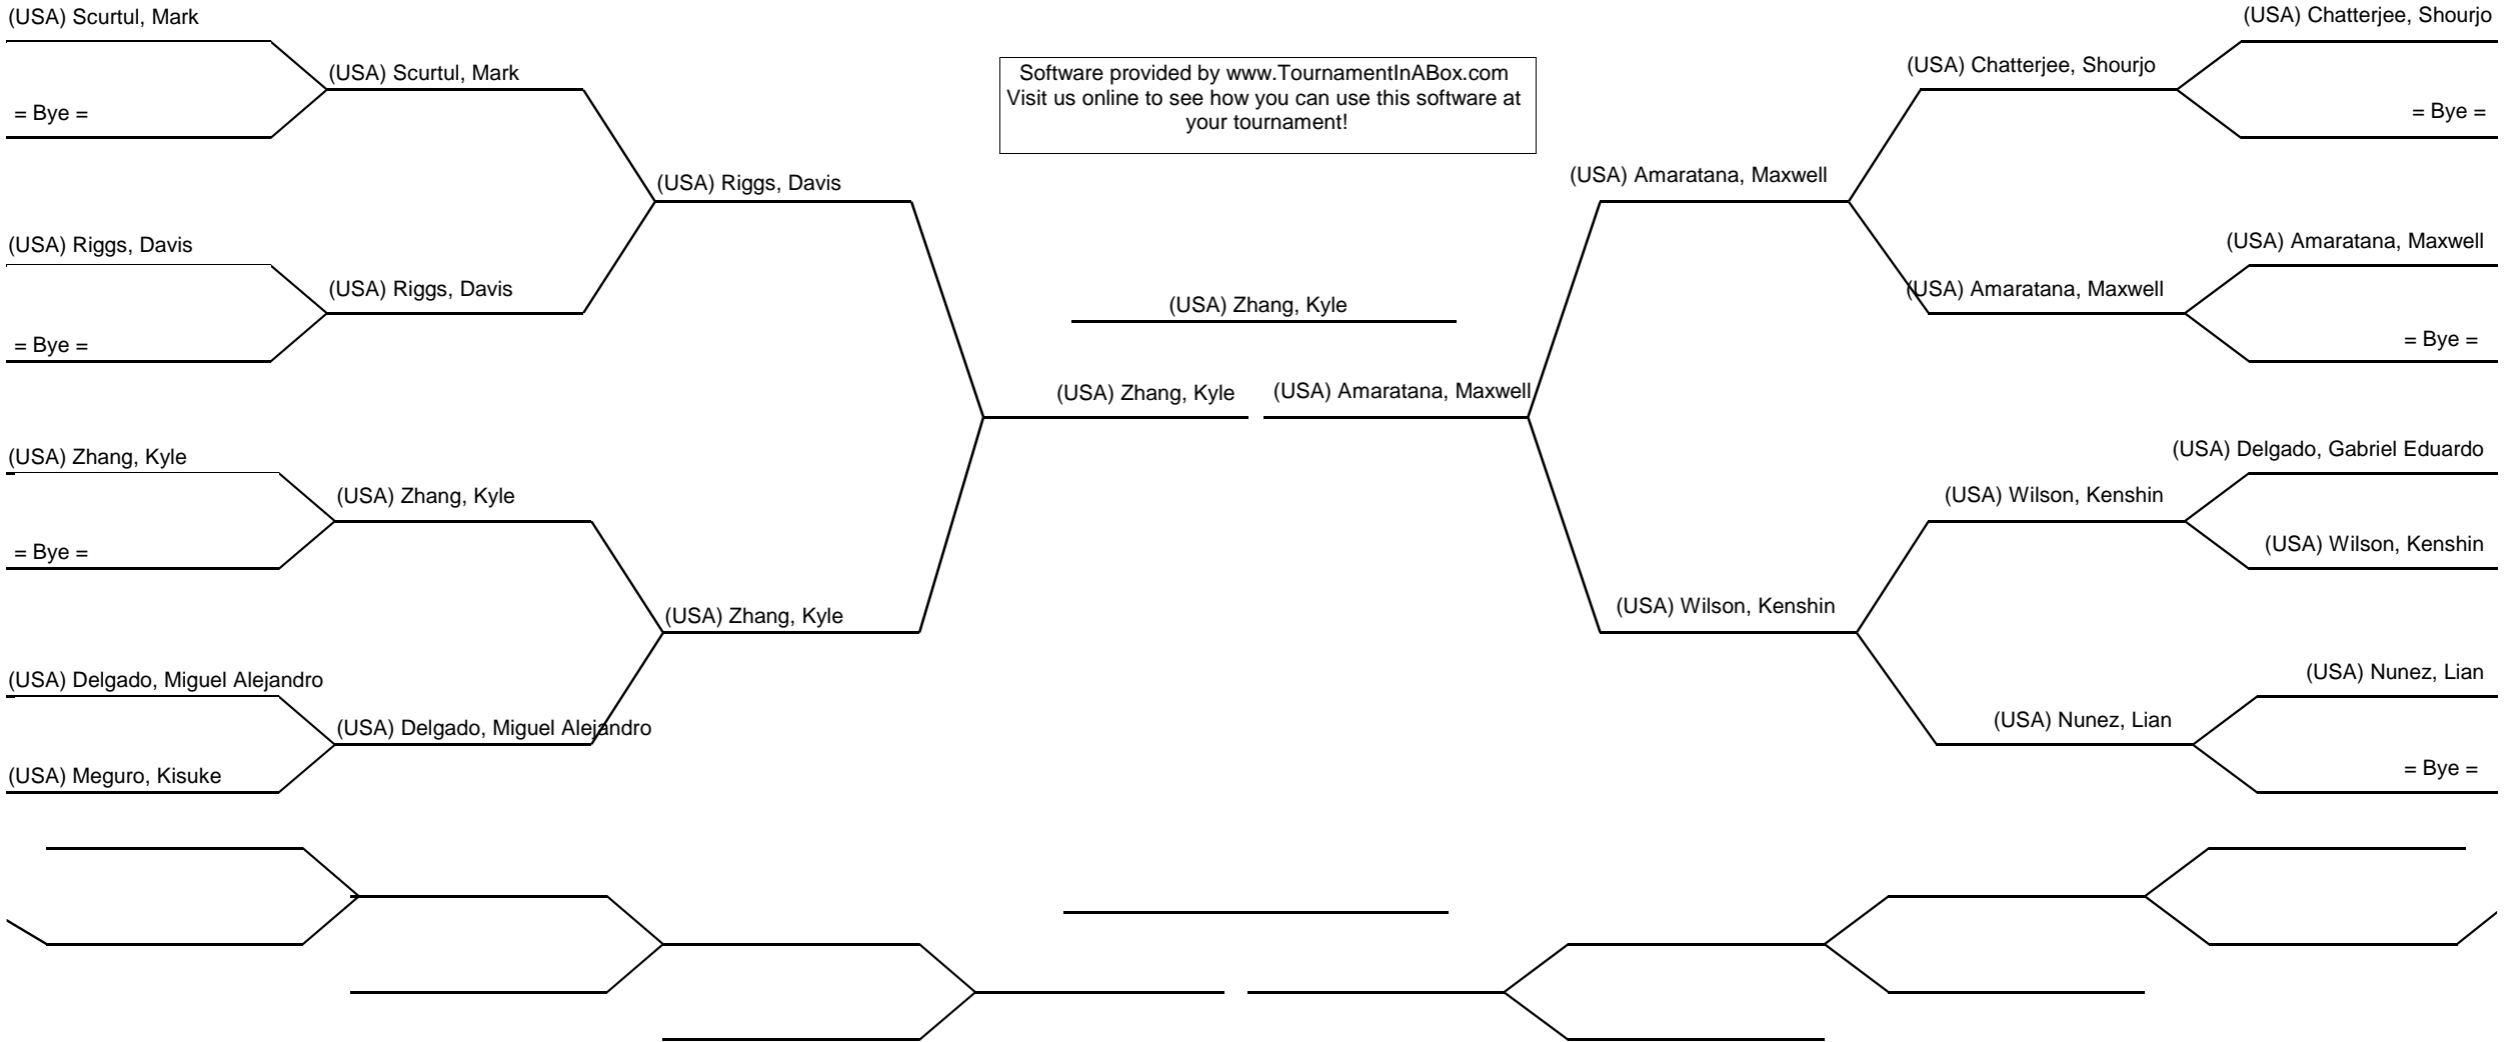 (USA) Scurtul, Mark
= Bye =
(USA) Riggs, Davis
= Bye =
(USA) Zhang, Kyle
= Bye =
(USA) Delgado, Miguel Alejandro
(USA) Meguro, Kisuke
(USA) Scurtul, Mark
(USA) Riggs, Davis
(USA) Zhang, Kyle
(USA) Delgado, Miguel Alejandro
(USA) Riggs, Davis
(USA) Zhang, Kyle
Software provided by www.TournamentInABox.com
Visit us online to see how you can use this software at
your tournament!
(USA) Zhang, Kyle
(USA) Zhang, Kyle
(USA) Amaratana, Maxwell
(USA) Amaratana, Maxwell
(USA) Wilson, Kenshin
(USA) Chatterjee, Shourjo
(USA) Amaratana, Maxwell
(USA) Wilson, Kenshin
(USA) Nunez, Lian
(USA) Chatterjee, Shourjo
= Bye =
(USA) Amaratana, Maxwell
= Bye =
(USA) Delgado, Gabriel Eduardo
(USA) Wilson, Kenshin
(USA) Nunez, Lian
= Bye =